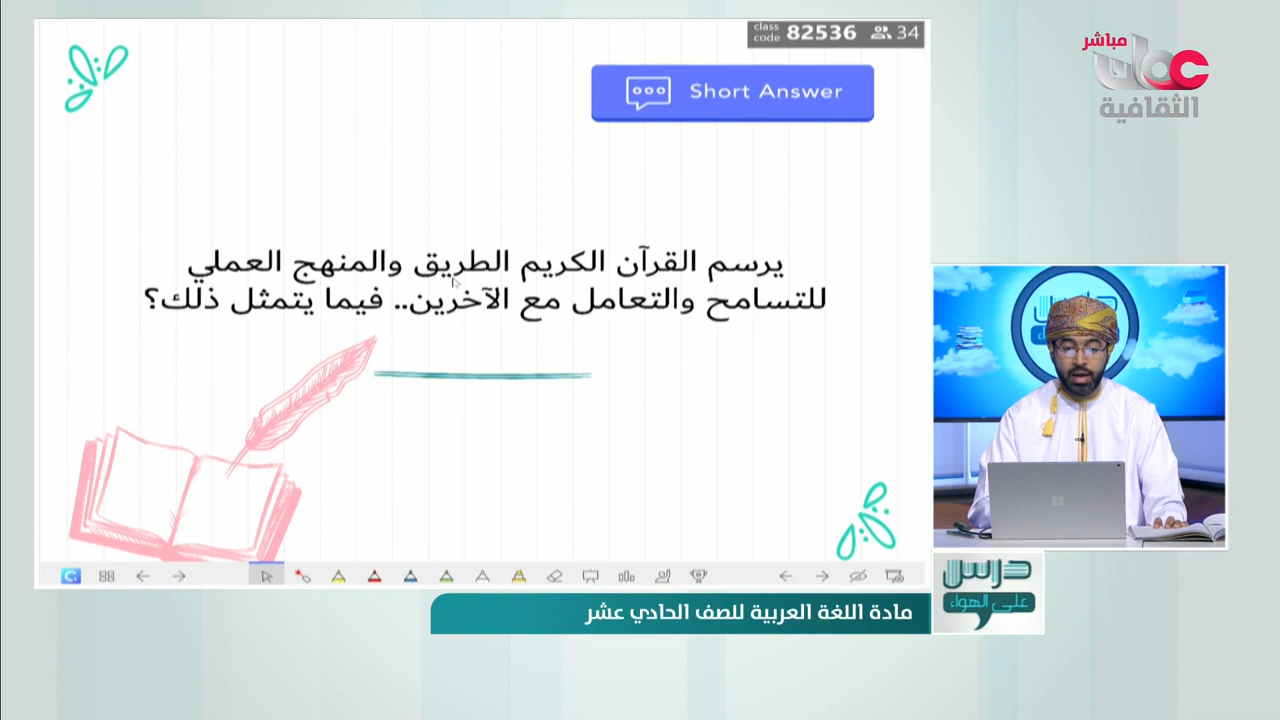 class code 82536 34
Short Answer
مباشر
عمان
الثقافية
يرسم القرآن الكريم الطريق والمنهج العملي
للتسامح والتعامل مع الآخرين.. فيما يتمثل ذلك؟
درس
على الهواء
مادة اللغة العربية للصف الحادي عشر